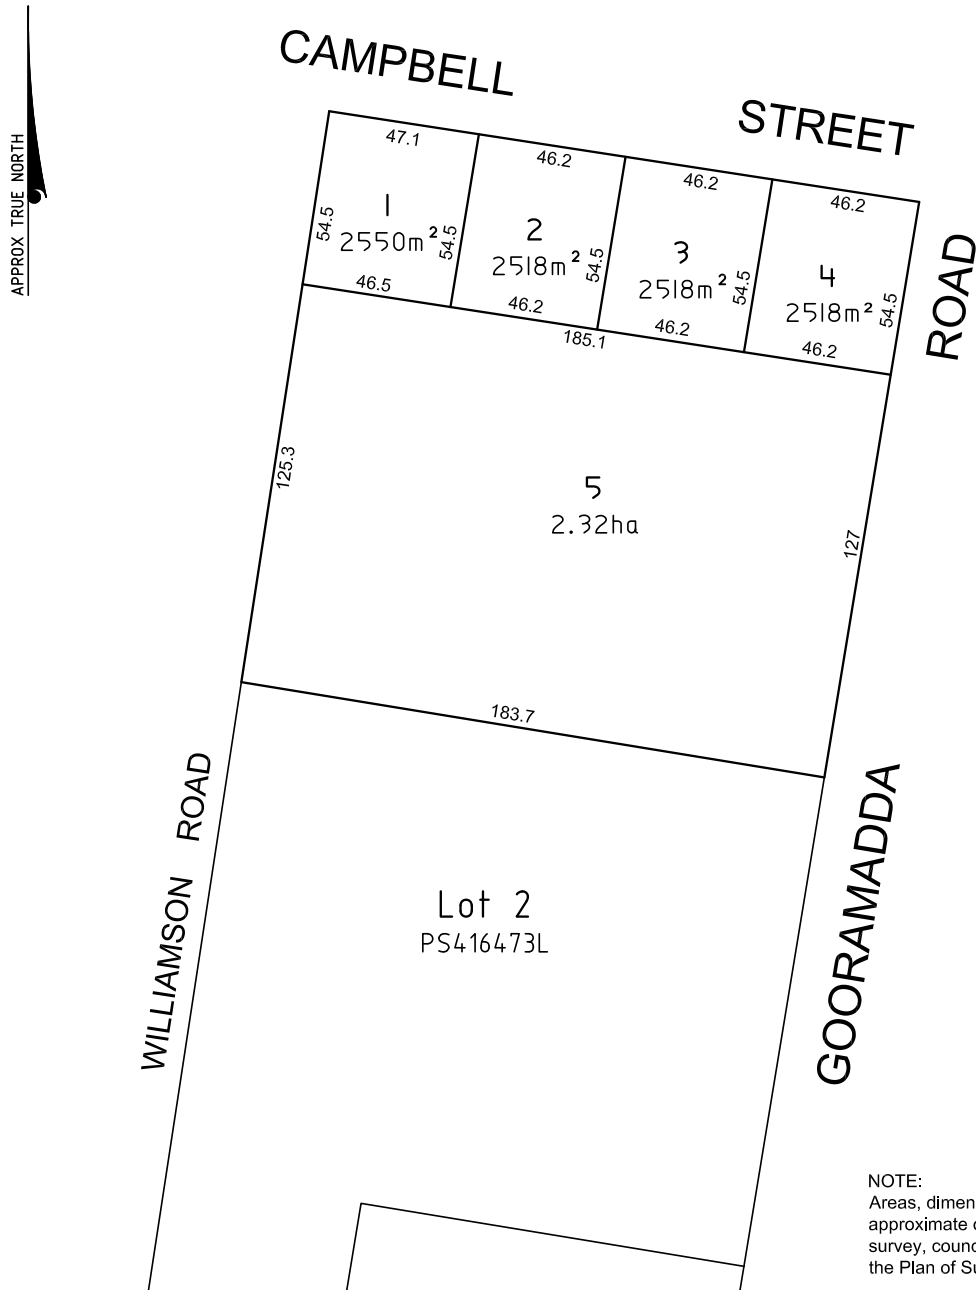 CAMPBELL STREET
APPROX TRUE NORTH
47.1
46.2
46.2
46.2
54.5
1
2550m²
54.5
2
2518m²
54.5
3
2518m²
54.5
4
2518m²
54.5
46.5
46.2
46.2
46.2
185.1
ROAD
125.3
5
2.32ha
127
183.7
WILLIAMSON ROAD
Lot 2
PS416473L
GOORAMADDA
NOTE:
Areas, dimen
approximate
survey, counc
the Plan of Su